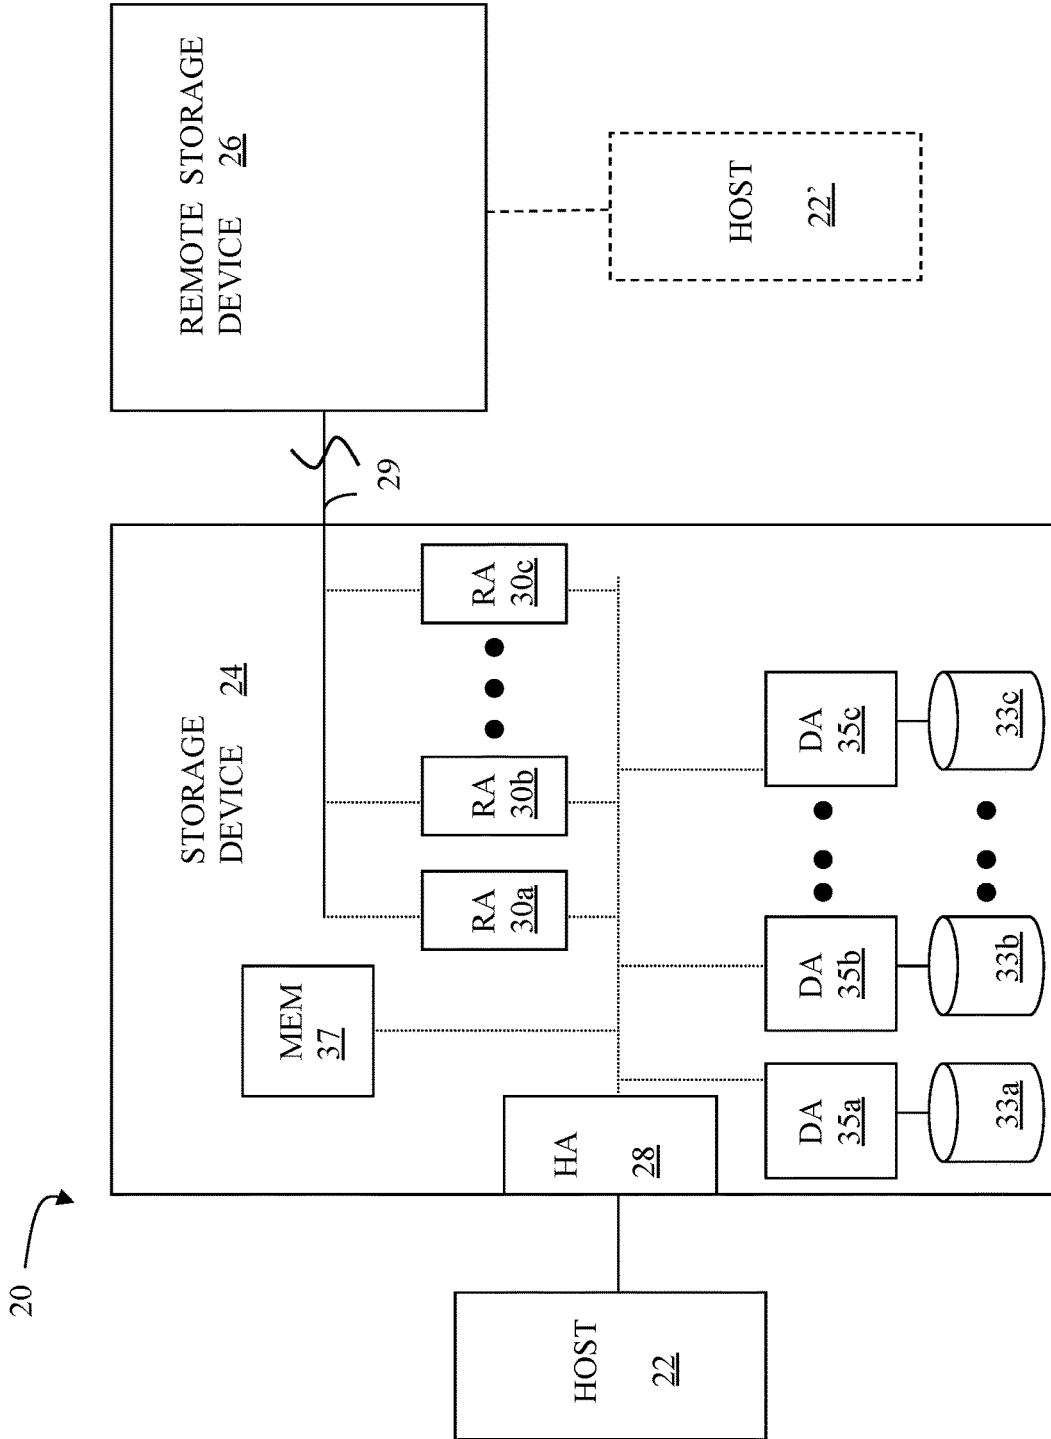 20
HOST
22
STORAGE
DEVICE 24
HA
28
MEM
37
RA
30a
RA
30b
RA
30c
DA
35a
DA
35b
DA
35c
33a
33b
33c
29
REMOTE STORAGE
DEVICE 26
HOST
22'